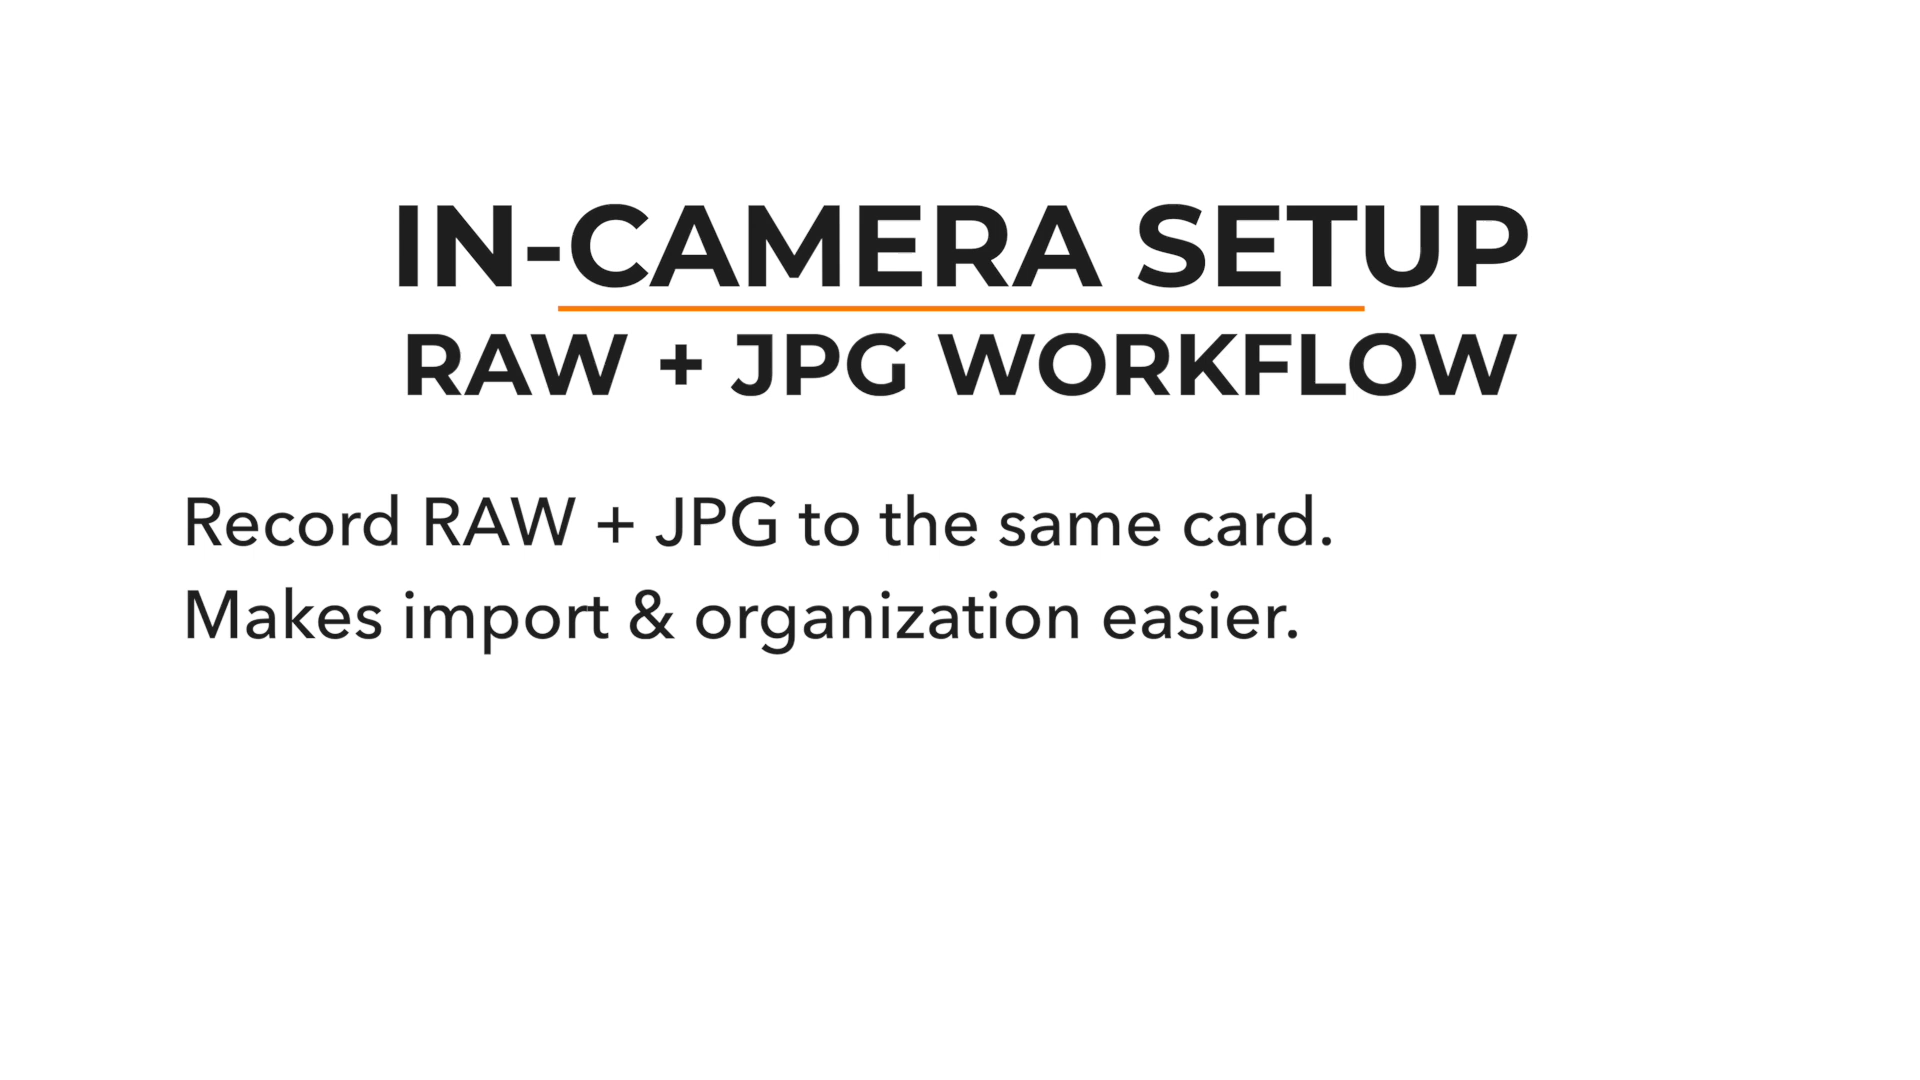 IN-CAMERA SETUP
RAW + JPG WORKFLOW
Record RAW + JPG to the same card.
Makes import & organization easier.